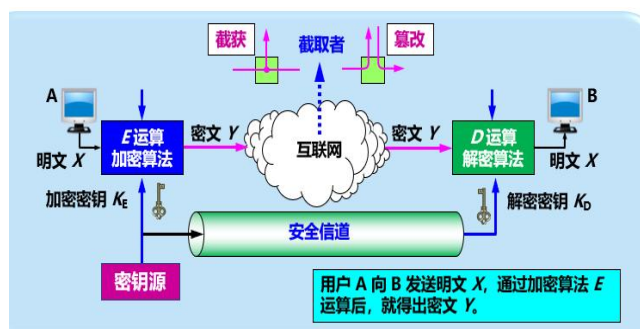 截获
截取者
篡改
A
B
E 运算
加密算法
密文 Y
互联网
密文 Y
D 运算
解密算法
明文 X
明文 X
加密密钥 KE
解密密钥 KD
安全信道
密钥源
用户 A 向 B 发送明文 X，通过加密算法 E
运算后，就得出密文 Y。